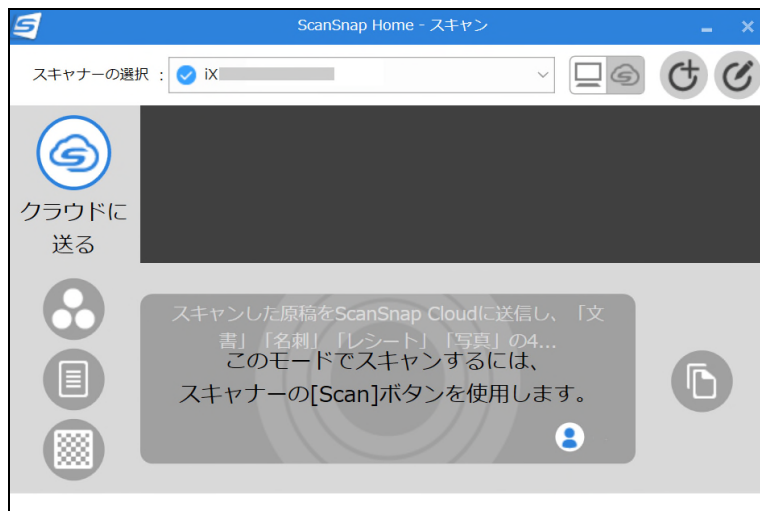 ScanSnap Home - スキャン
スキャナーの選択 :
iX
クラウドに
送る
スキャンした原稿をScanSnap Cloudに送信し、「文
書」「名刺」「レシート」「写真」の4...
このモードでスキャンするには、
スキャナーの[Scan]ボタンを使用します。